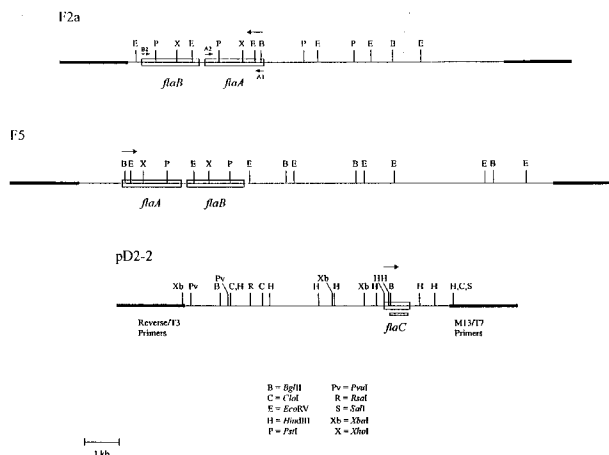 F2a
E B2 P X E A2 P X E B P E P E B E
A1
flaB flaA
F5
B E X P E X P E B E B E E E B E
flaA flaB
pD2-2
Xb Pv Pv B C,H R C H H Xb H Xb H HH B H H H,C,S
Reverse/T3 M13/T7
Primers flaC Primers
B = BglII Pv = PvuI
C = ClaI R = RsaI
E = EcoRV S = SalI
H = HindIII Xb = XbaI
P = PstI X = XhoI
1 kb